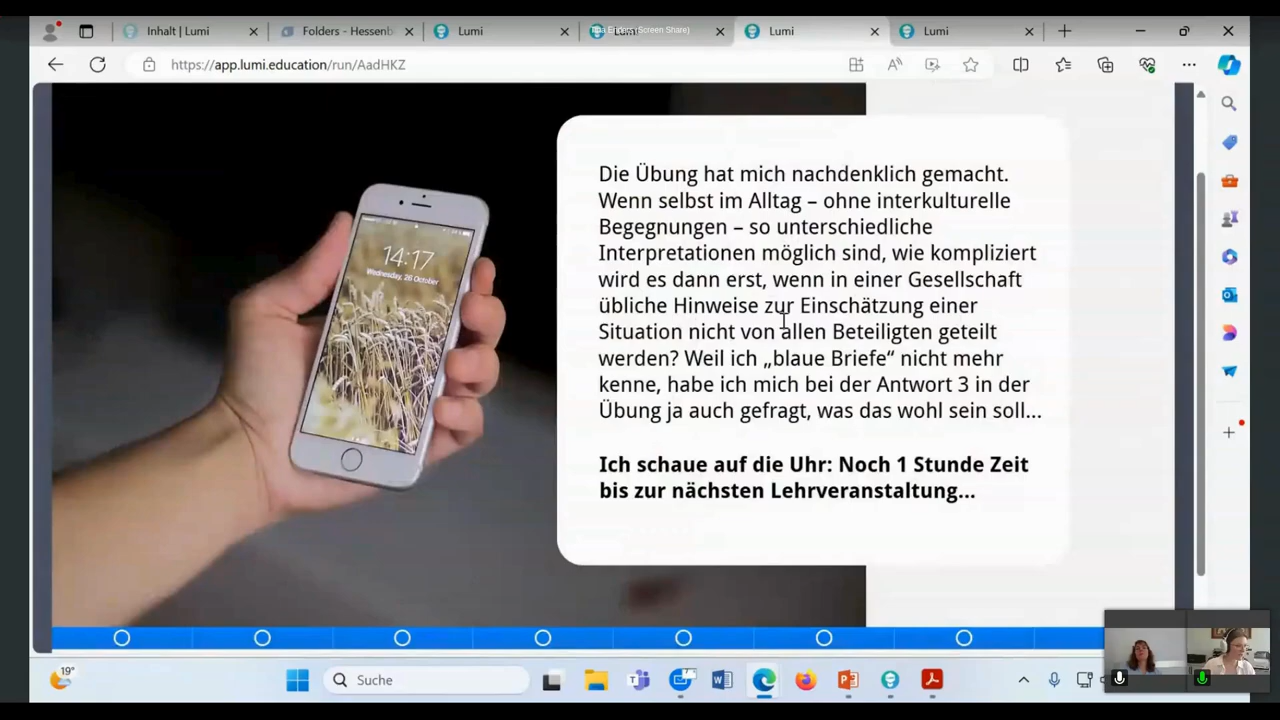 Inhalt | Lumi
Folders - Hessenb
Lumi
(Screen Share)
Lumi
Lumi
https://app.lumi.education/run/AadHKZ
14:17
Wednesday, 26 October
Die Übung hat mich nachdenklich gemacht.
Wenn selbst im Alltag – ohne interkulturelle
Begegnungen – so unterschiedliche
Interpretationen möglich sind, wie kompliziert
wird es dann erst, wenn in einer Gesellschaft
übliche Hinweise zur Einschätzung einer
Situation nicht von allen Beteiligten geteilt
werden? Weil ich „blaue Briefe“ nicht mehr
kenne, habe ich mich bei der Antwort 3 in der
Übung ja auch gefragt, was das wohl sein soll...
Ich schaue auf die Uhr: Noch 1 Stunde Zeit
bis zur nächsten Lehrveranstaltung...
19°
Suche